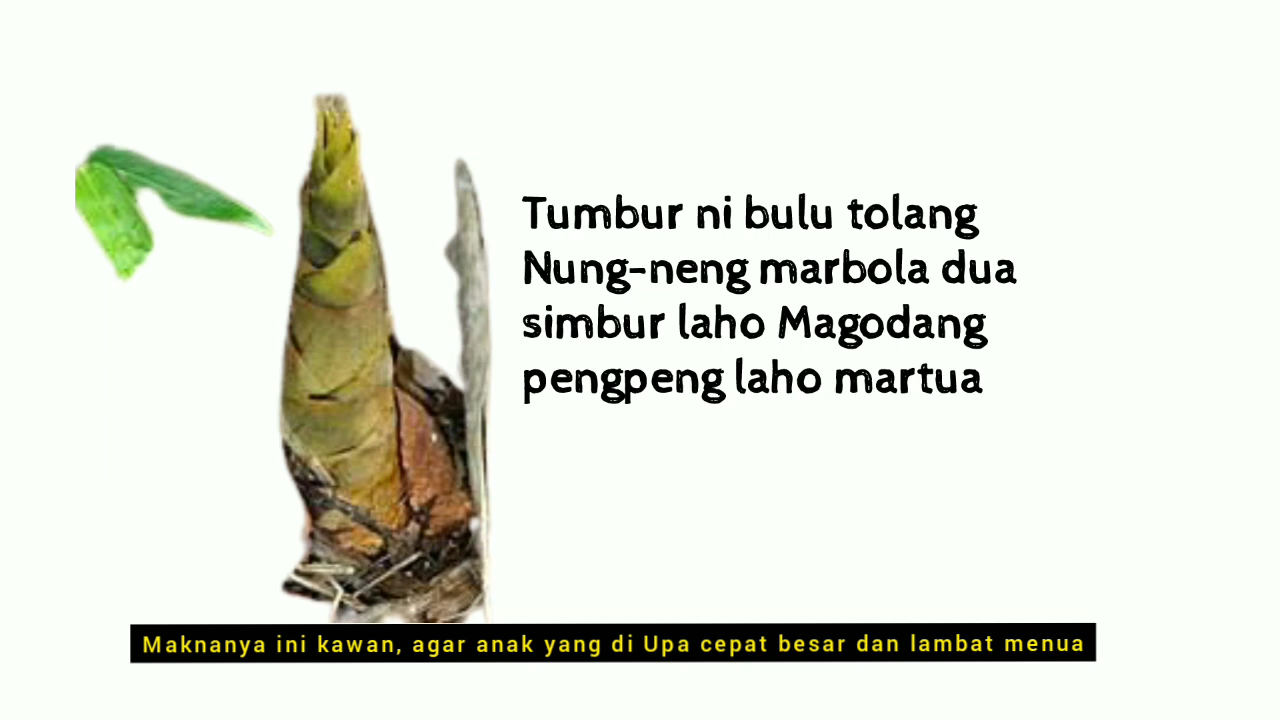 Tumbur ni bulu tolang
Nung-neng marbola dua
simbur laho Magodang
pengpeng laho martua
Maknanya ini kawan, agar anak yang di Upa cepat besar dan lambat menua